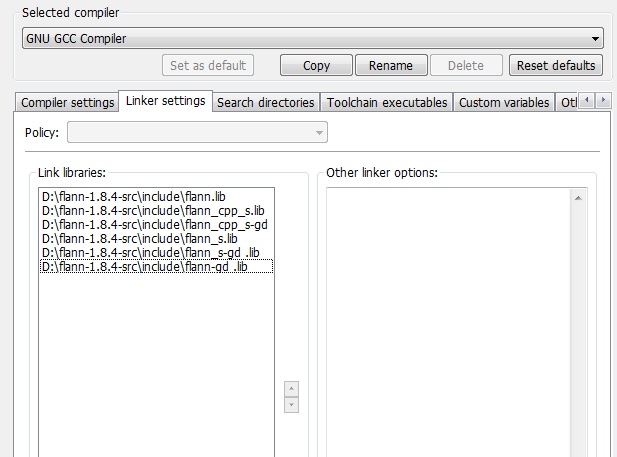 Selected compiler
GNU GCC Compiler
Set as default Copy Rename Delete Reset defaults
Compiler settings Linker settings Search directories Toolchain executables Custom variables Otl
Policy:
Link libraries: Other linker options:
D:\flann-1.8.4-src\include\flann.lib
D:\flann-1.8.4-src\include\flann_cpp_s.lib
D:\flann-1.8.4-src\include\flann_cpp_s-gd
D:\flann-1.8.4-src\include\flann_s.lib
D:\flann-1.8.4-src\include\flann_s-gd .lib
D:\flann-1.8.4-src\include\flann-gd .lib